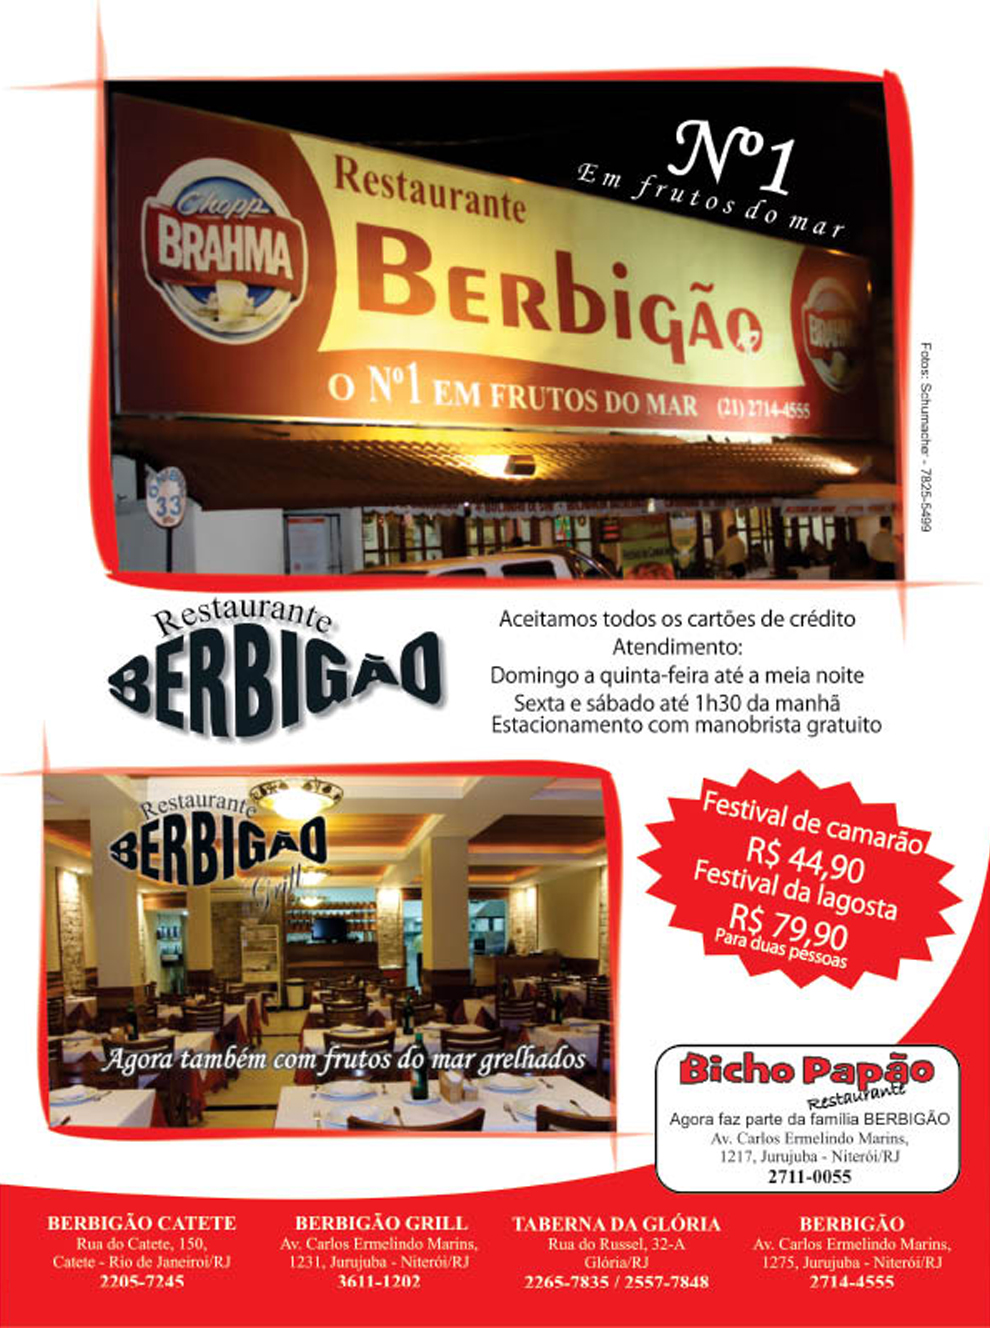 Nº1
Em frutos do mar
Chopp
BRAHMA
Restaurante
BERbIGÃO
BRAHMA
O Nº1 EM FRUTOS DO MAR (21) 2714-4555
33
Fotos: Schumacher - 7825-5499
Restaurante
BERBIGÃO
Aceitamos todos os cartões de crédito
Atendimento:
Domingo a quinta-feira até a meia noite
Sexta e sábado até 1h30 da manhã
Estacionamento com manobrista gratuito
Restaurante
BERBIGÃO
Grill
Agora também com frutos do mar grelhados
Festival de camarão
R$ 44,90
Festival da lagosta
R$ 79,90
Para duas pessoas
Bicho Papão
Restaurante
Agora faz parte da família BERBIGÃO
Av. Carlos Ermelindo Marins,
1217, Jurujuba - Niterói/RJ
2711-0055
BERBIGÃO CATETE
Rua do Catete, 150,
Catete - Rio de Janeiroi/RJ
2205-7245
BERBIGÃO GRILL
Av. Carlos Ermelindo Marins,
1231, Jurujuba - Niterói/RJ
3611-1202
TABERNA DA GLÓRIA
Rua do Russel, 32-A
Glória/RJ
2265-7835 / 2557-7848
BERBIGÃO
Av. Carlos Ermelindo Marins,
1275, Jurujuba - Niterói/RJ
2714-4555